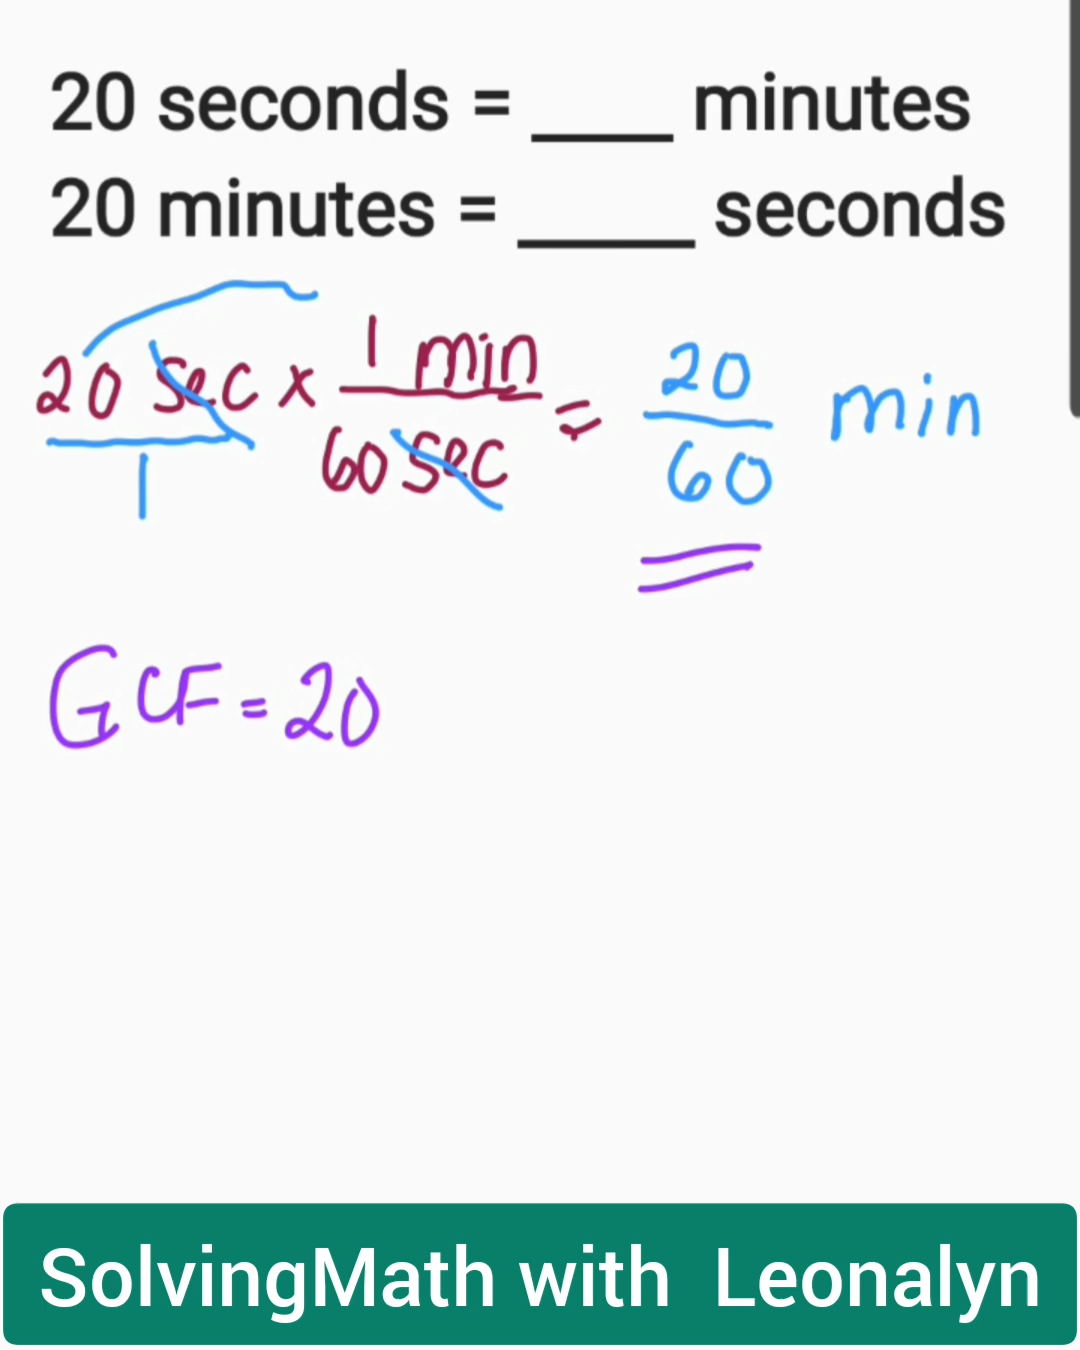 20 seconds = ____ minutes
20 minutes = _____ seconds
20 sec/1 x 1 min/60 sec = 20/60 min
GCF = 20
SolvingMath with Leonalyn